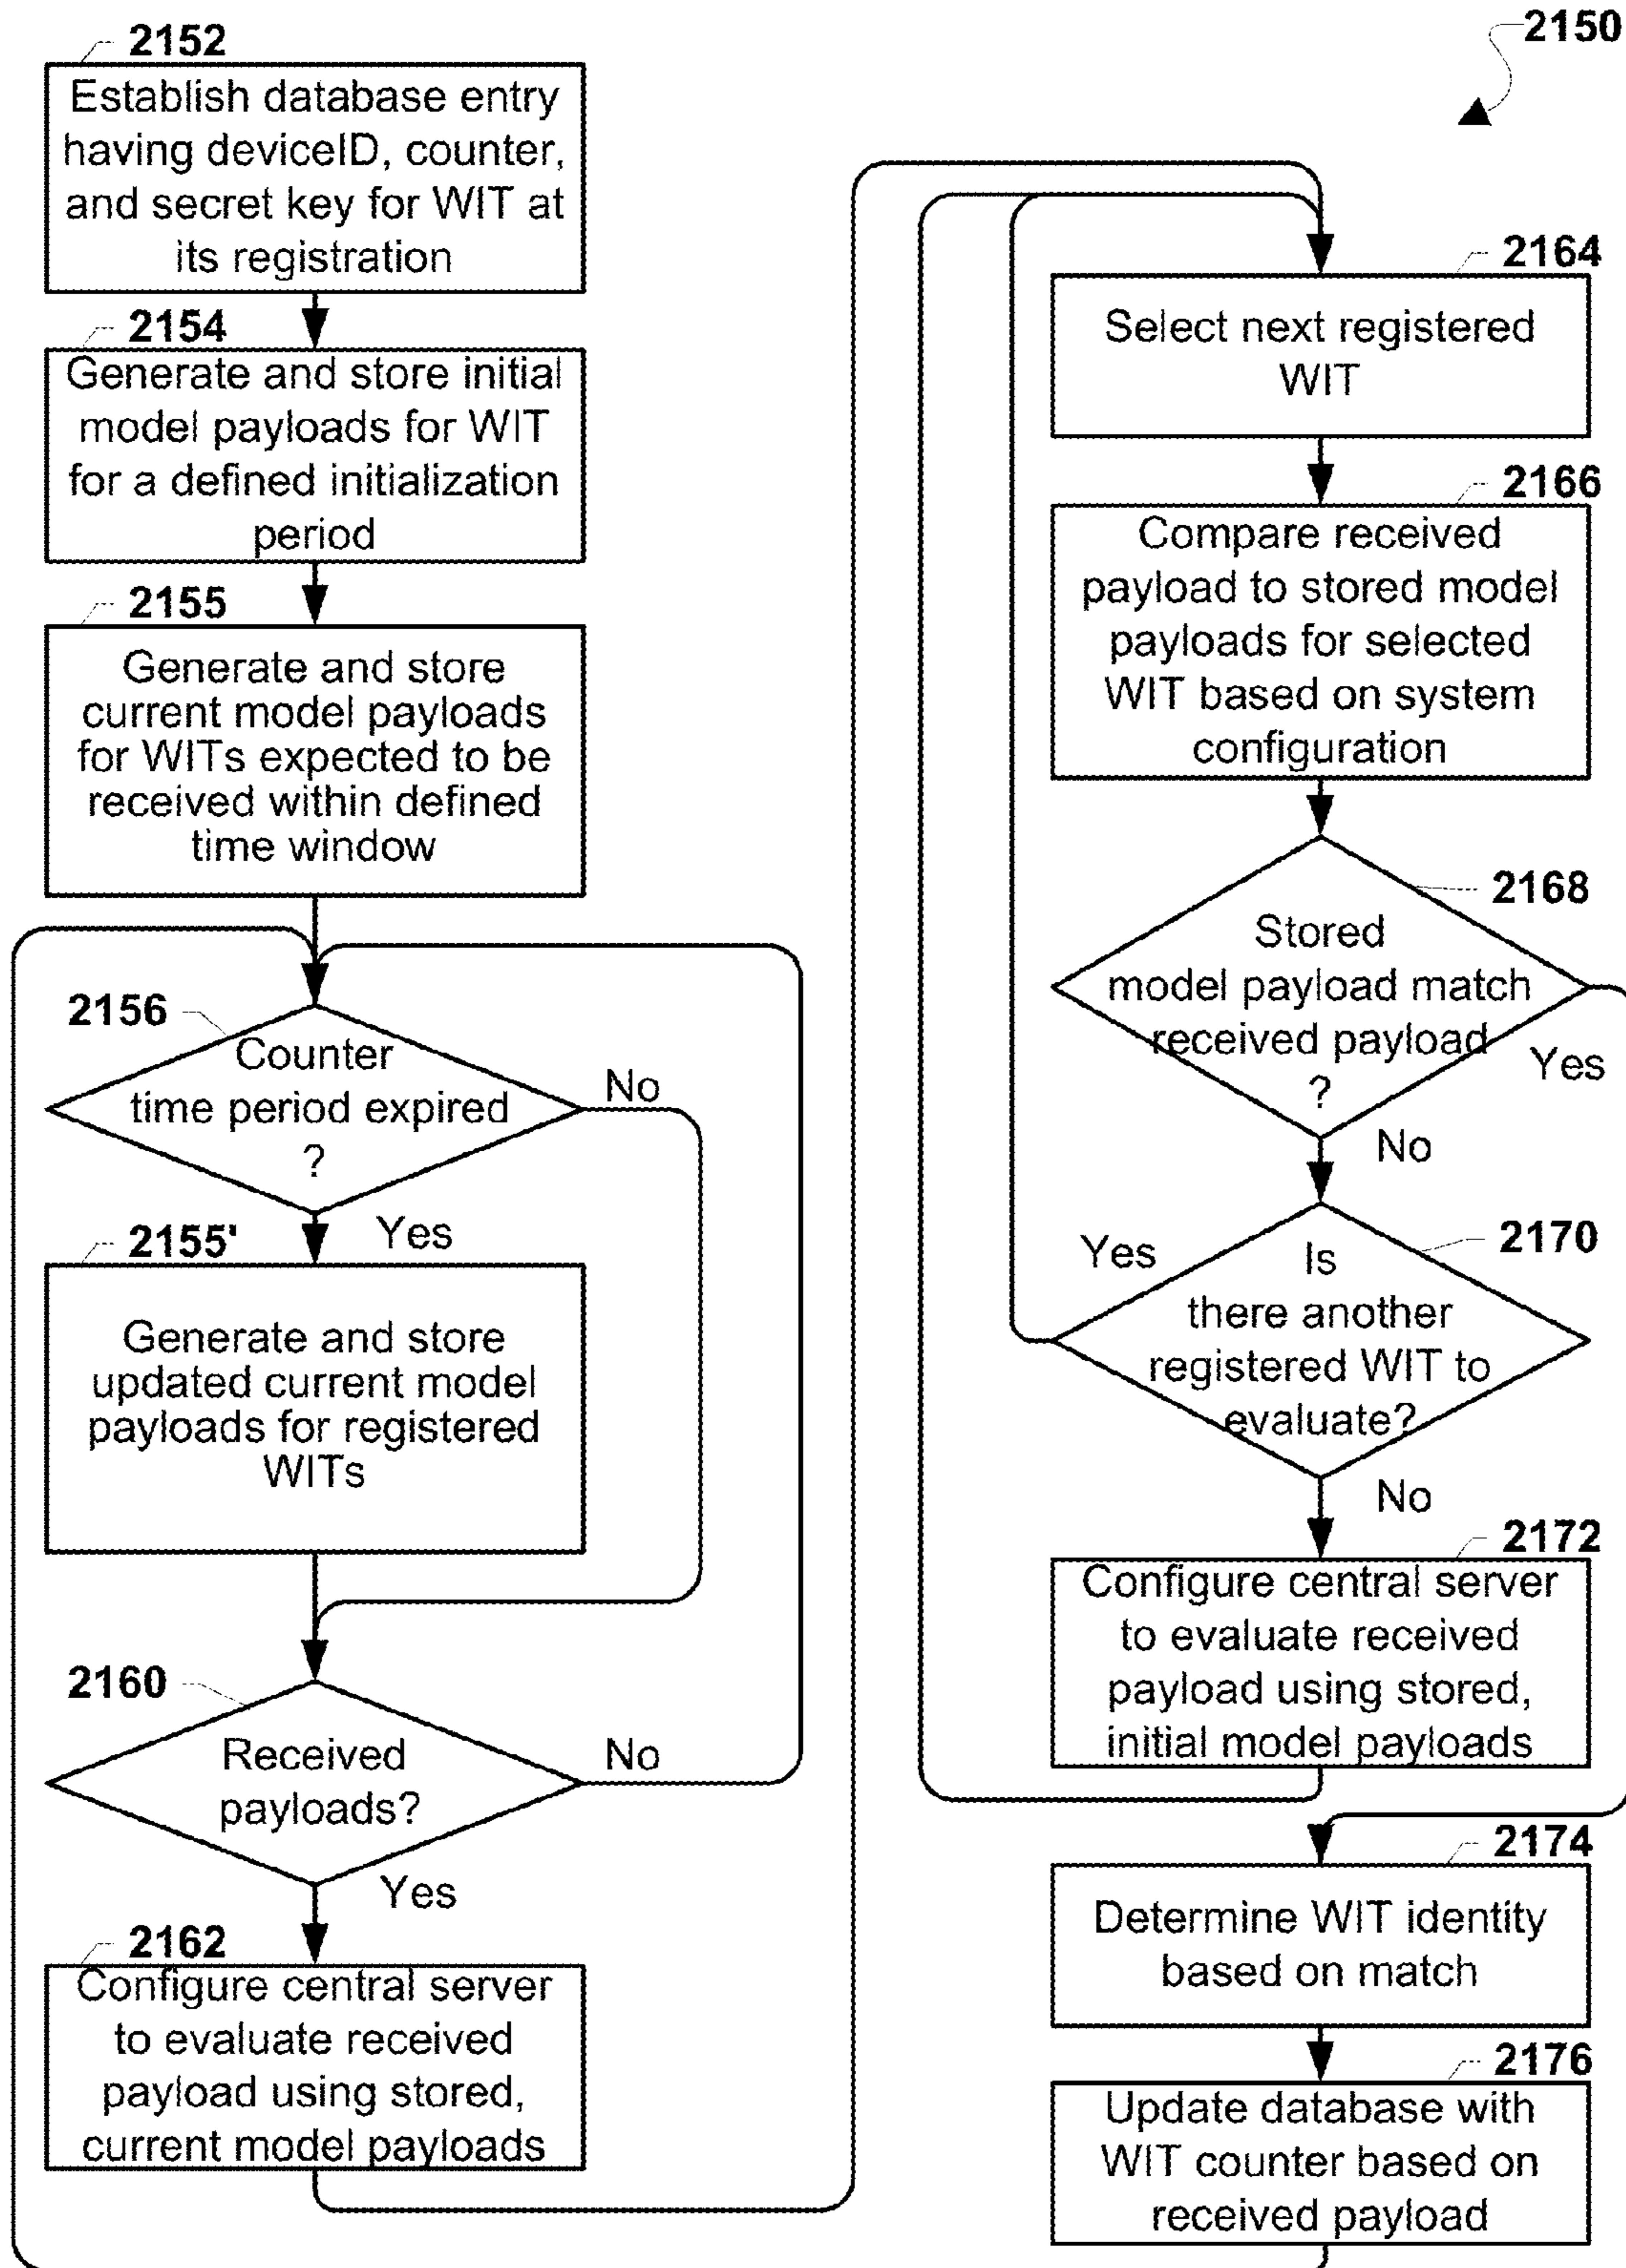 2150
2152
Establish database entry
having deviceID, counter,
and secret key for WIT at
its registration
2154
Generate and store initial
model payloads for WIT
for a defined initialization
period
2155
Generate and store
current model payloads
for WITs expected to be
received within defined
time window
2156
Counter
time period expired
?
No
Yes
2155'
Generate and store
updated current model
payloads for registered
WITs
2160
Received
payloads?
No
Yes
2162
Configure central server
to evaluate received
payload using stored,
current model payloads
2164
Select next registered
WIT
2166
Compare received
payload to stored model
payloads for selected
WIT based on system
configuration
2168
Stored
model payload match
received payload
?
Yes
No
2170
Yes
Is
there another
registered WIT to
evaluate?
No
2172
Configure central server
to evaluate received
payload using stored,
initial model payloads
2174
Determine WIT identity
based on match
2176
Update database with
WIT counter based on
received payload